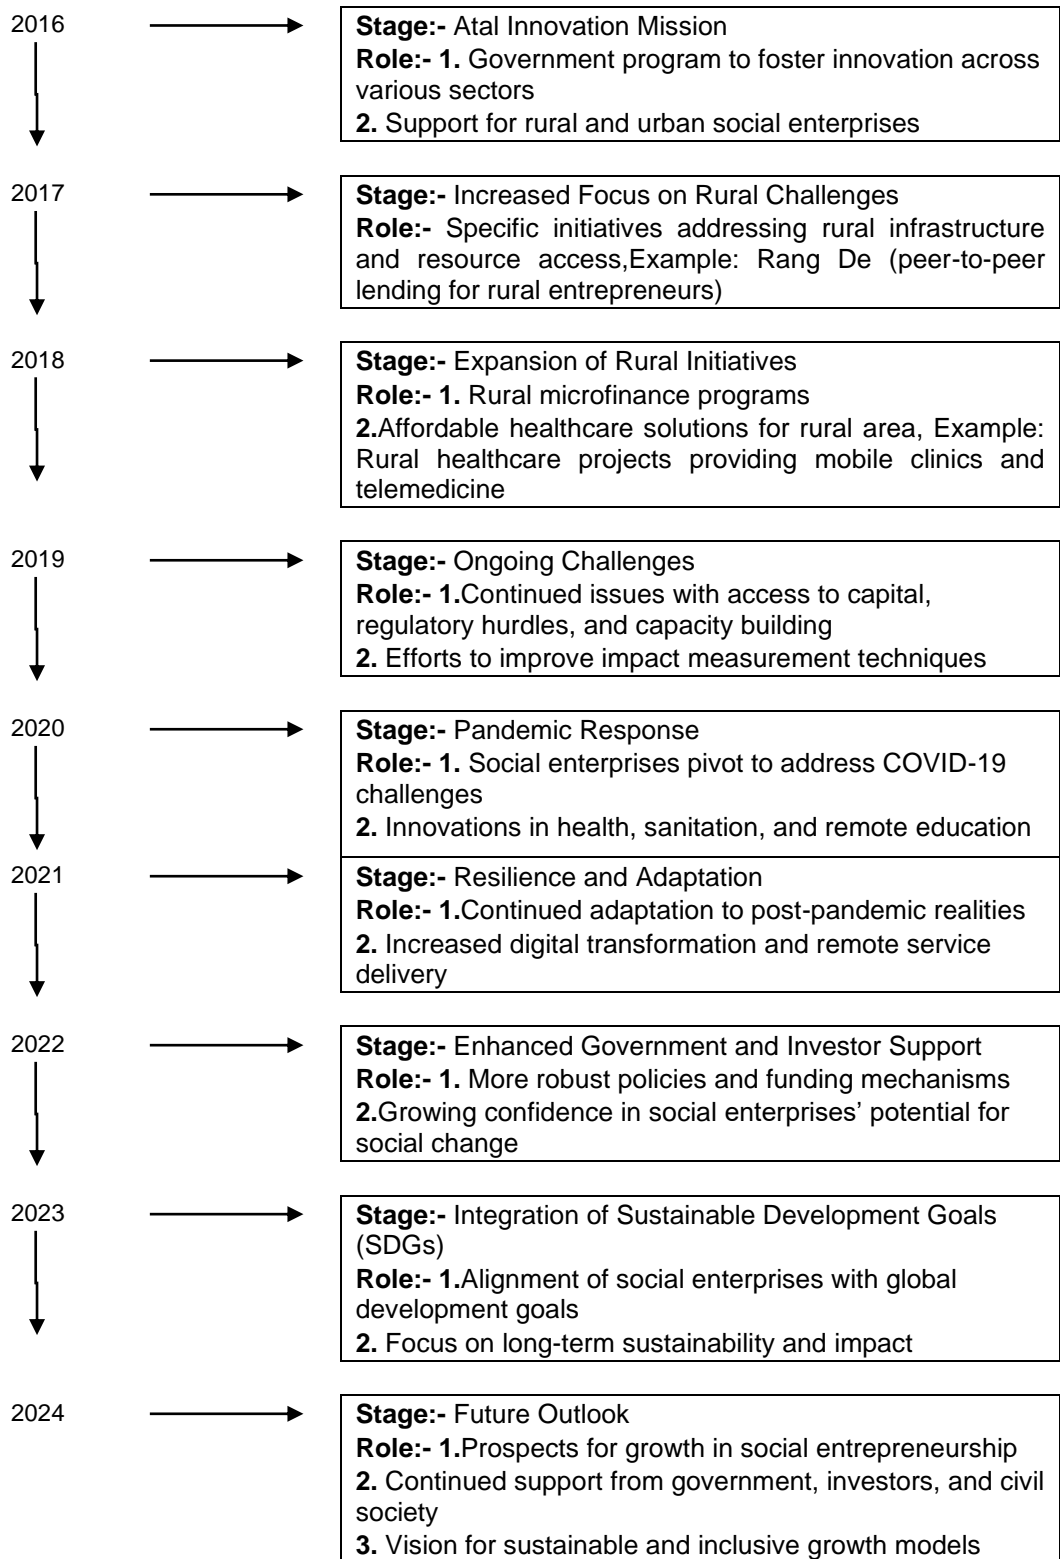 2016
Stage:- Atal Innovation Mission
Role:- 1. Government program to foster innovation across
various sectors
2. Support for rural and urban social enterprises
2017
Stage:- Increased Focus on Rural Challenges
Role:- Specific initiatives addressing rural infrastructure
and resource access,Example: Rang De (peer-to-peer
lending for rural entrepreneurs)
2018
Stage:- Expansion of Rural Initiatives
Role:- 1. Rural microfinance programs
2.Affordable healthcare solutions for rural area, Example:
Rural healthcare projects providing mobile clinics and
telemedicine
2019
Stage:- Ongoing Challenges
Role:- 1.Continued issues with access to capital,
regulatory hurdles, and capacity building
2. Efforts to improve impact measurement techniques
2020
Stage:- Pandemic Response
Role:- 1. Social enterprises pivot to address COVID-19
challenges
2. Innovations in health, sanitation, and remote education
2021
Stage:- Resilience and Adaptation
Role:- 1.Continued adaptation to post-pandemic realities
2. Increased digital transformation and remote service
delivery
2022
Stage:- Enhanced Government and Investor Support
Role:- 1. More robust policies and funding mechanisms
2.Growing confidence in social enterprises’ potential for
social change
2023
Stage:- Integration of Sustainable Development Goals
(SDGs)
Role:- 1.Alignment of social enterprises with global
development goals
2. Focus on long-term sustainability and impact
2024
Stage:- Future Outlook
Role:- 1.Prospects for growth in social entrepreneurship
2. Continued support from government, investors, and civil
society
3. Vision for sustainable and inclusive growth models